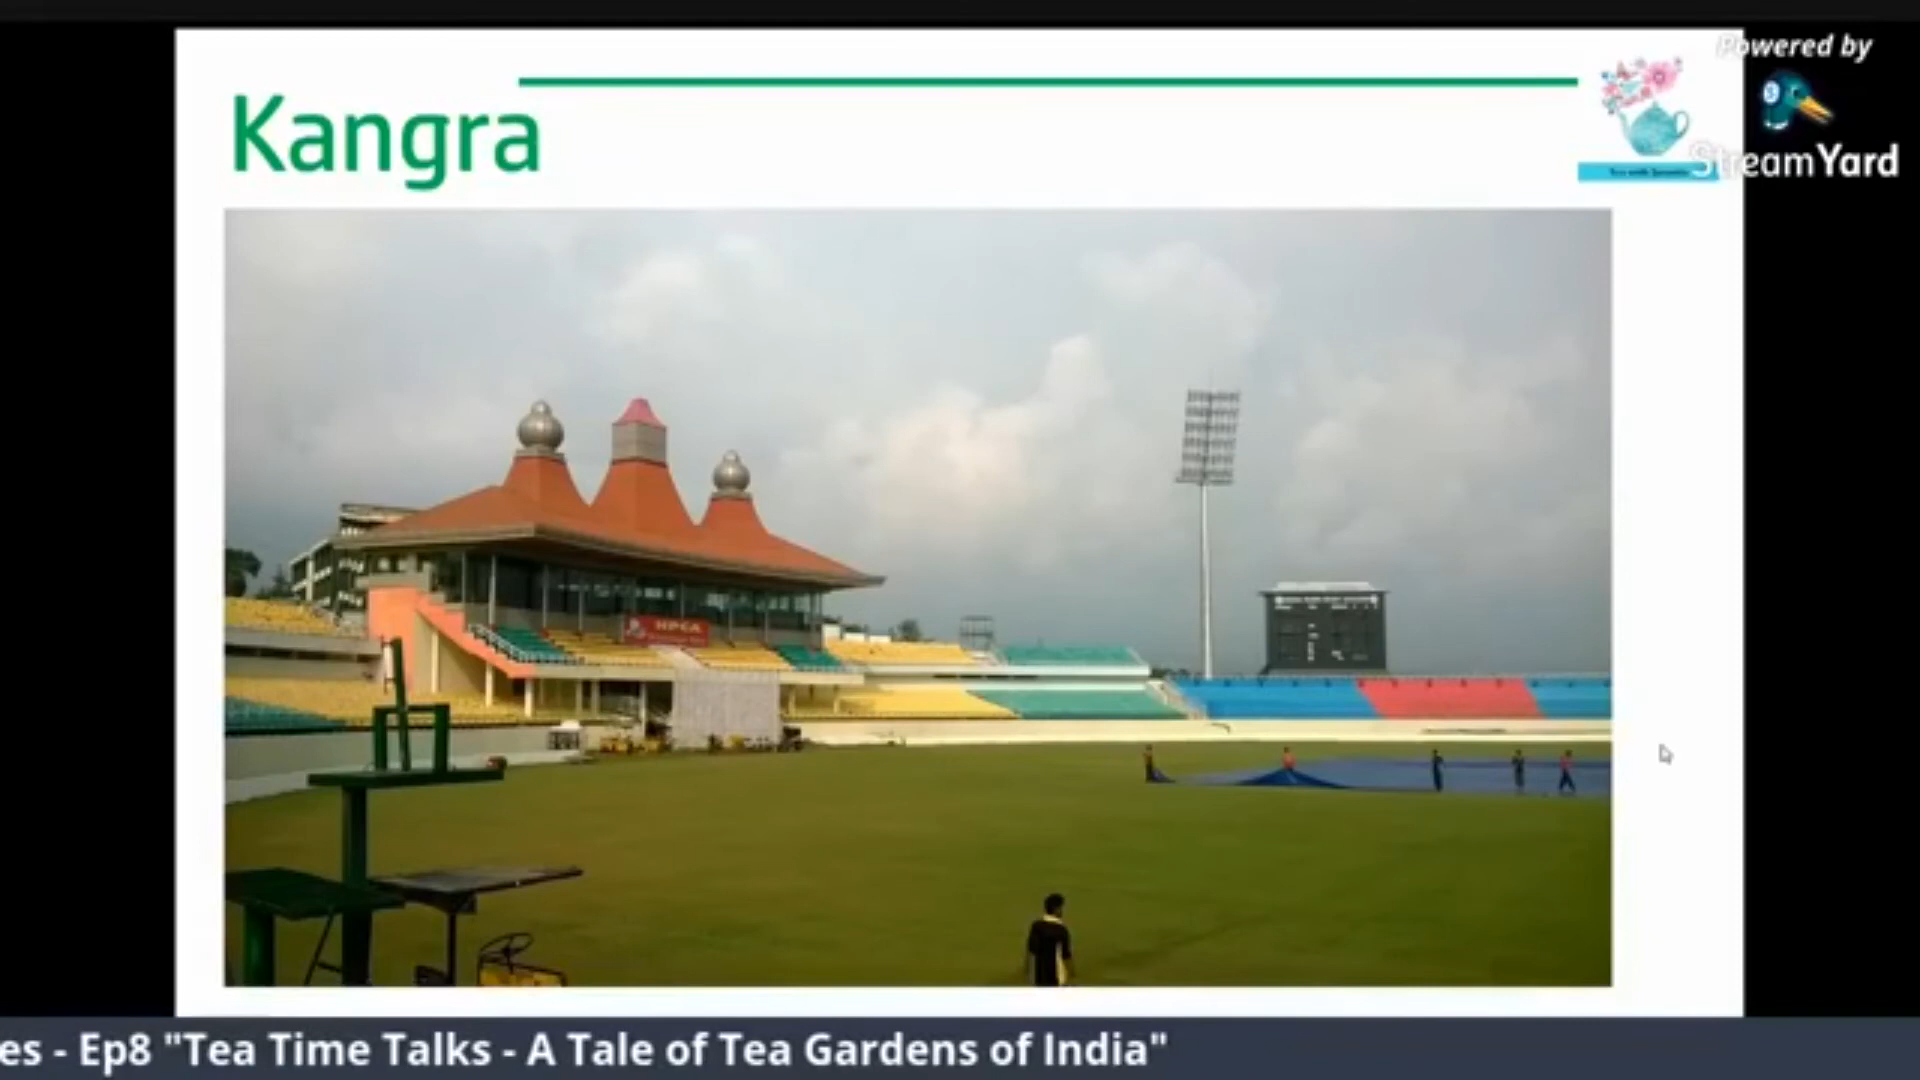 Powered by
StreamYard
Kangra
HPCA
es - Ep8 "Tea Time Talks - A Tale of Tea Gardens of India"